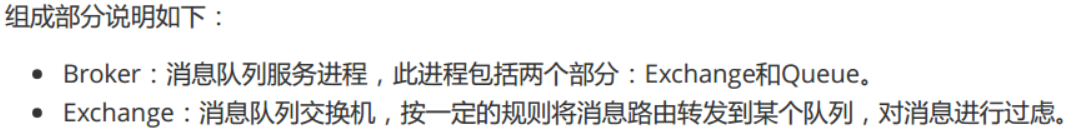 组成部分说明如下：
• Broker：消息队列服务进程，此进程包括两个部分：Exchange和Queue。
• Exchange：消息队列交换机，按一定的规则将消息路由转发到某个队列，对消息进行过虑。